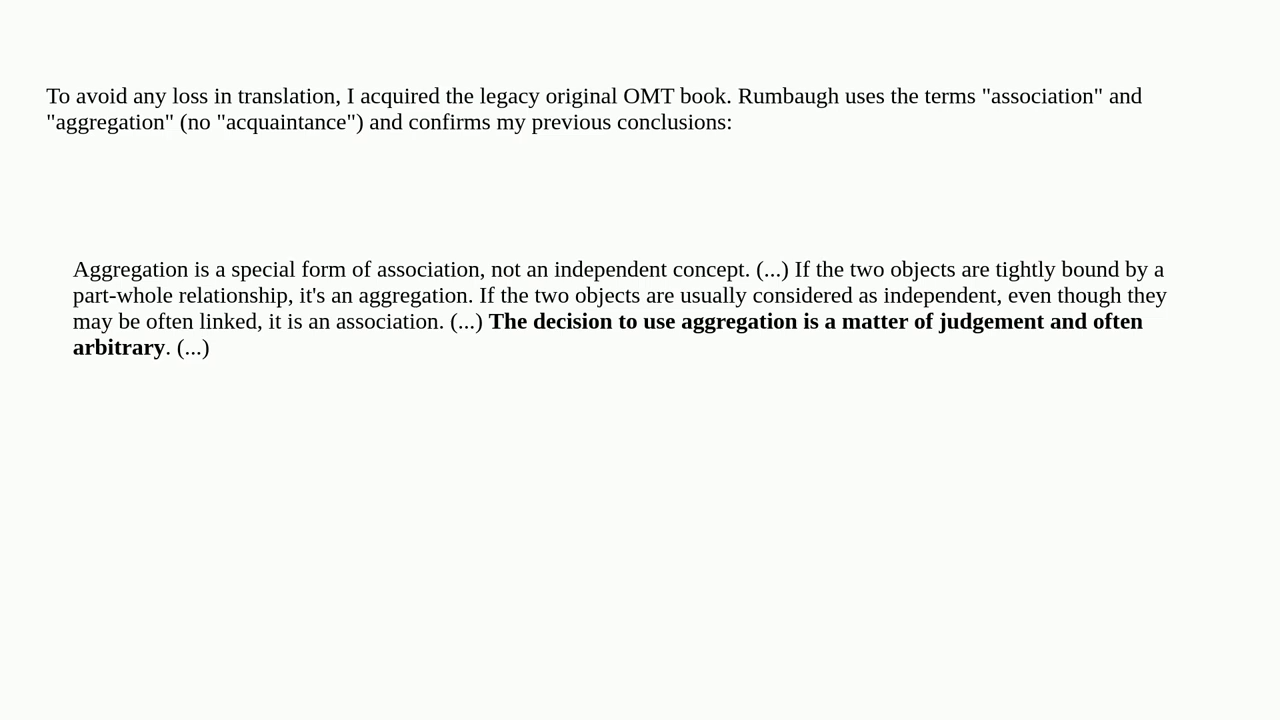 To avoid any loss in translation, I acquired the legacy original OMT book. Rumbaugh uses the terms "association" and
"aggregation" (no "acquaintance") and confirms my previous conclusions:
Aggregation is a special form of association, not an independent concept. (...) If the two objects are tightly bound by a
part-whole relationship, it's an aggregation. If the two objects are usually considered as independent, even though they
may be often linked, it is an association. (...) The decision to use aggregation is a matter of judgement and often
arbitrary. (...)